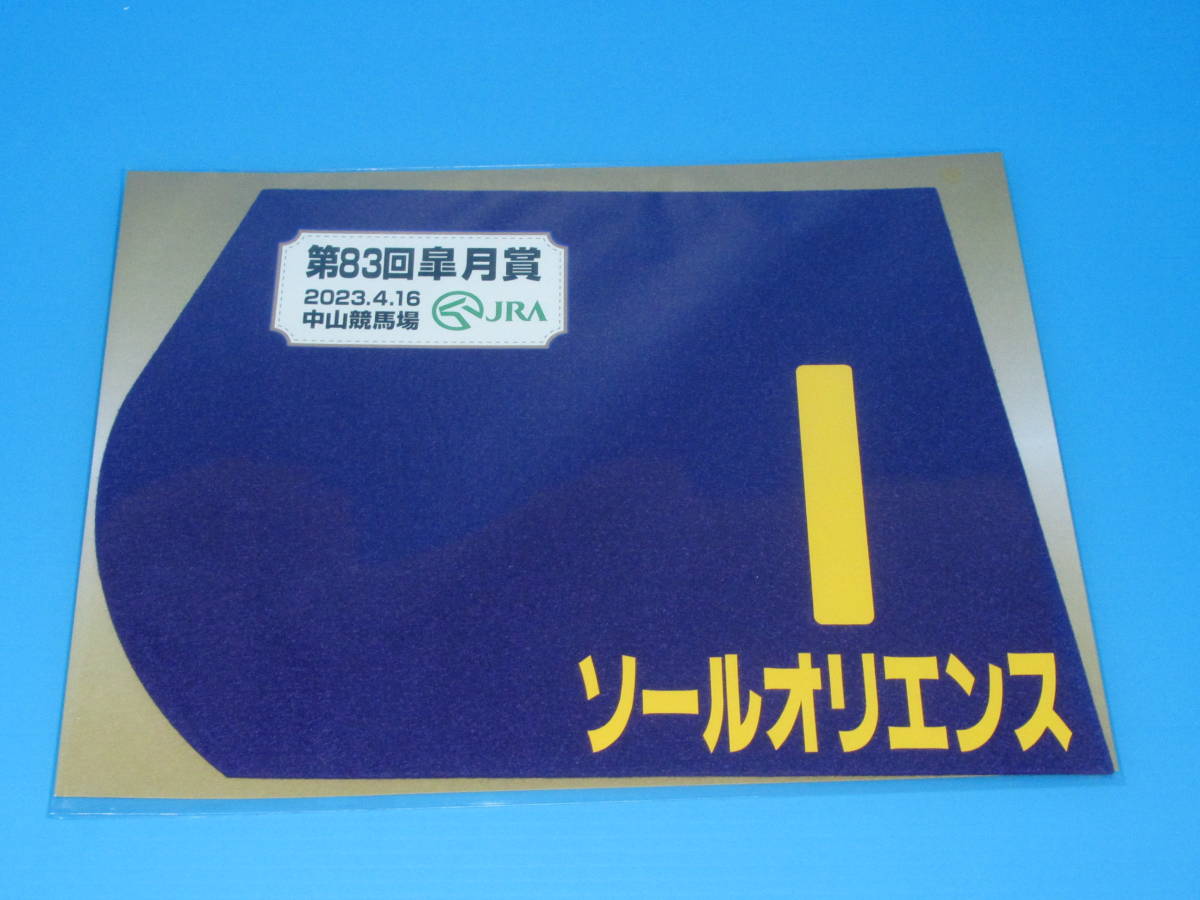 第83回皐月賞
2023.4.16
中山競馬場
JRA
1
ソールオリエンス